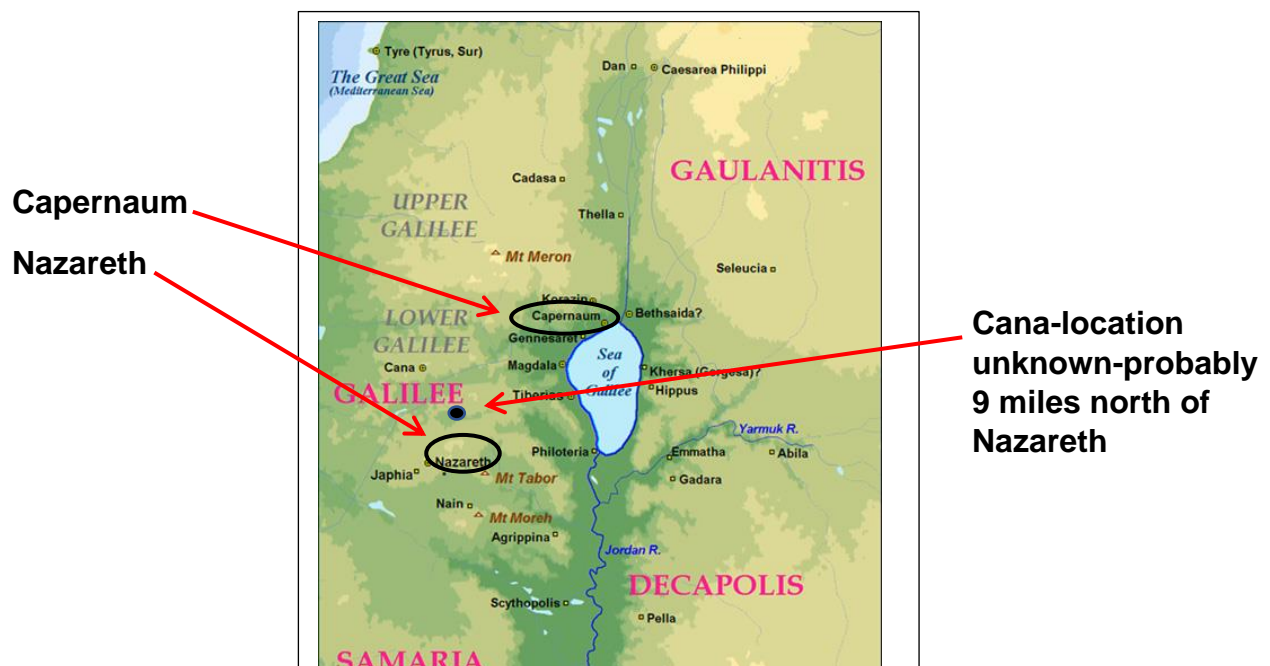 Tyre (Tyrus, Sur)
The Great Sea
(Mediterranean Sea)
Dan
Caesarea Philippi
GAULANITIS
Cadasa
Capernaum
UPPER
GALILEE
Thella
Mt Meron
Nazareth
Seleucia
Korazin
Capernaum
Bethsaida?
LOWER
GALILEE
Gennesaret
Cana-location
unknown-probably
9 miles north of
Nazareth
Sea
of
Galilee
Magdala
Cana
Khersa (Gergesa)?
GALILEE
Tiberias
Hippus
Yarmuk R.
Philoteria
Emmatha
Abila
Nazareth
Japhia
Mt Tabor
Gadara
Nain
Mt Moreh
Agrippina
Jordan R.
DECAPOLIS
Scythopolis
Pella
SAMARIA